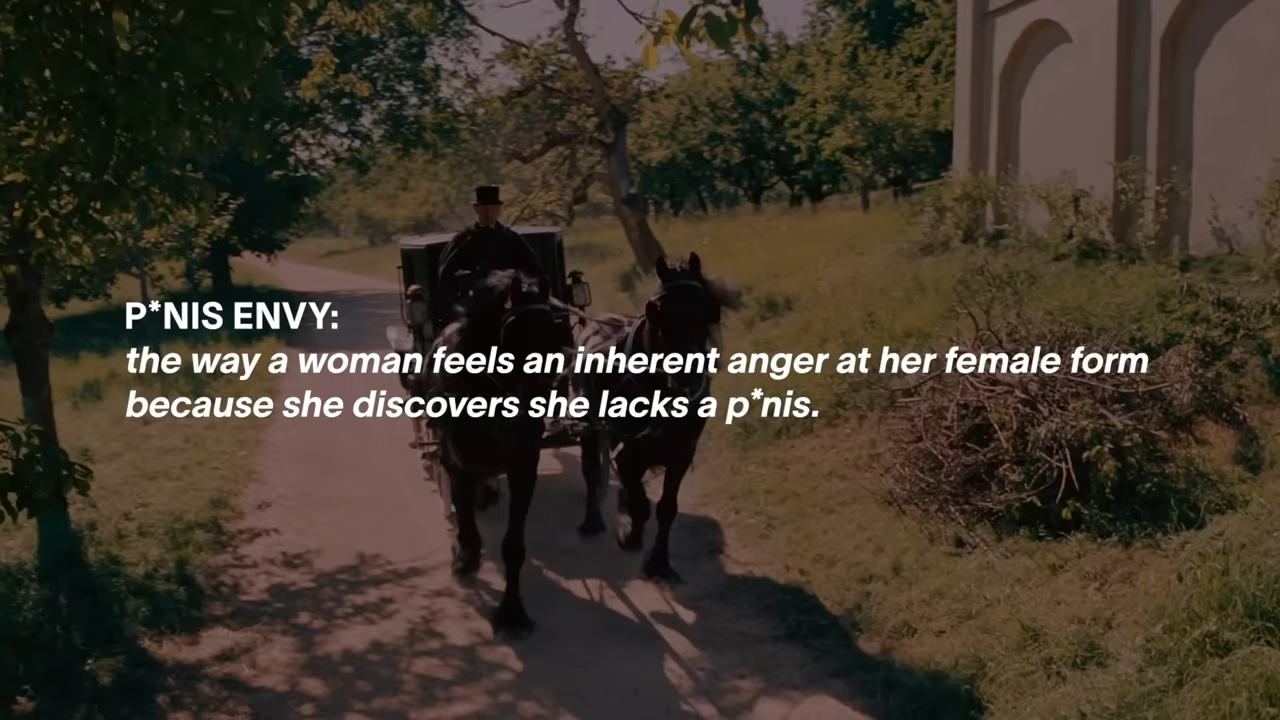 P*NIS ENVY:
the way a woman feels an inherent anger at her female form
because she discovers she lacks a p*nis.